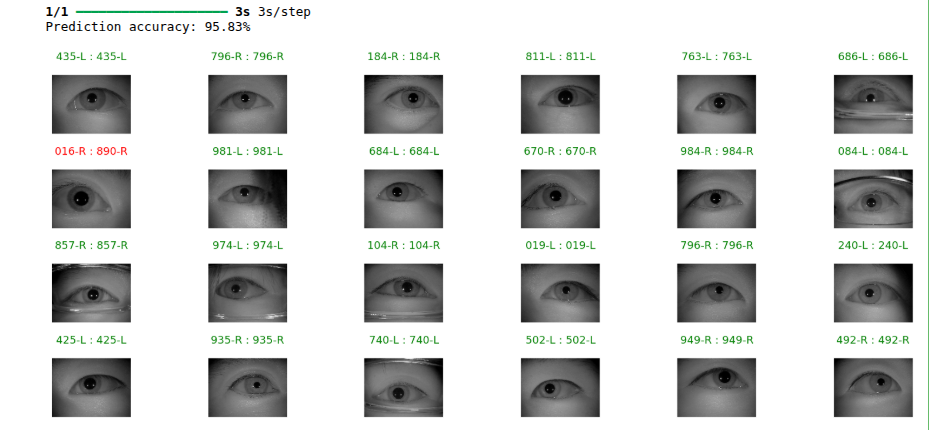 1/1 ━━━━━━━━━━━━━━━━━━━━ 3s 3s/step
Prediction accuracy: 95.83%
435-L : 435-L 796-R : 796-R 184-R : 184-R 811-L : 811-L 763-L : 763-L 686-L : 686-L
016-R : 890-R 981-L : 981-L 684-L : 684-L 670-R : 670-R 984-R : 984-R 084-L : 084-L
857-R : 857-R 974-L : 974-L 104-R : 104-R 019-L : 019-L 796-R : 796-R 240-L : 240-L
425-L : 425-L 935-R : 935-R 740-L : 740-L 502-L : 502-L 949-R : 949-R 492-R : 492-R